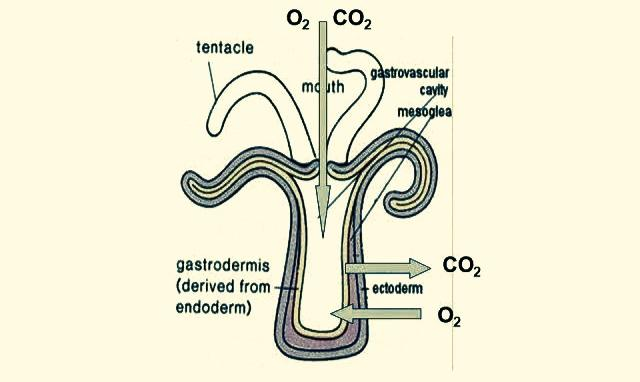 O₂ CO₂
tentacle
mouth
gastrovascular
cavity
mesoglea
gastrodermis
(derived from
endoderm)
CO₂
ectoderm
O₂